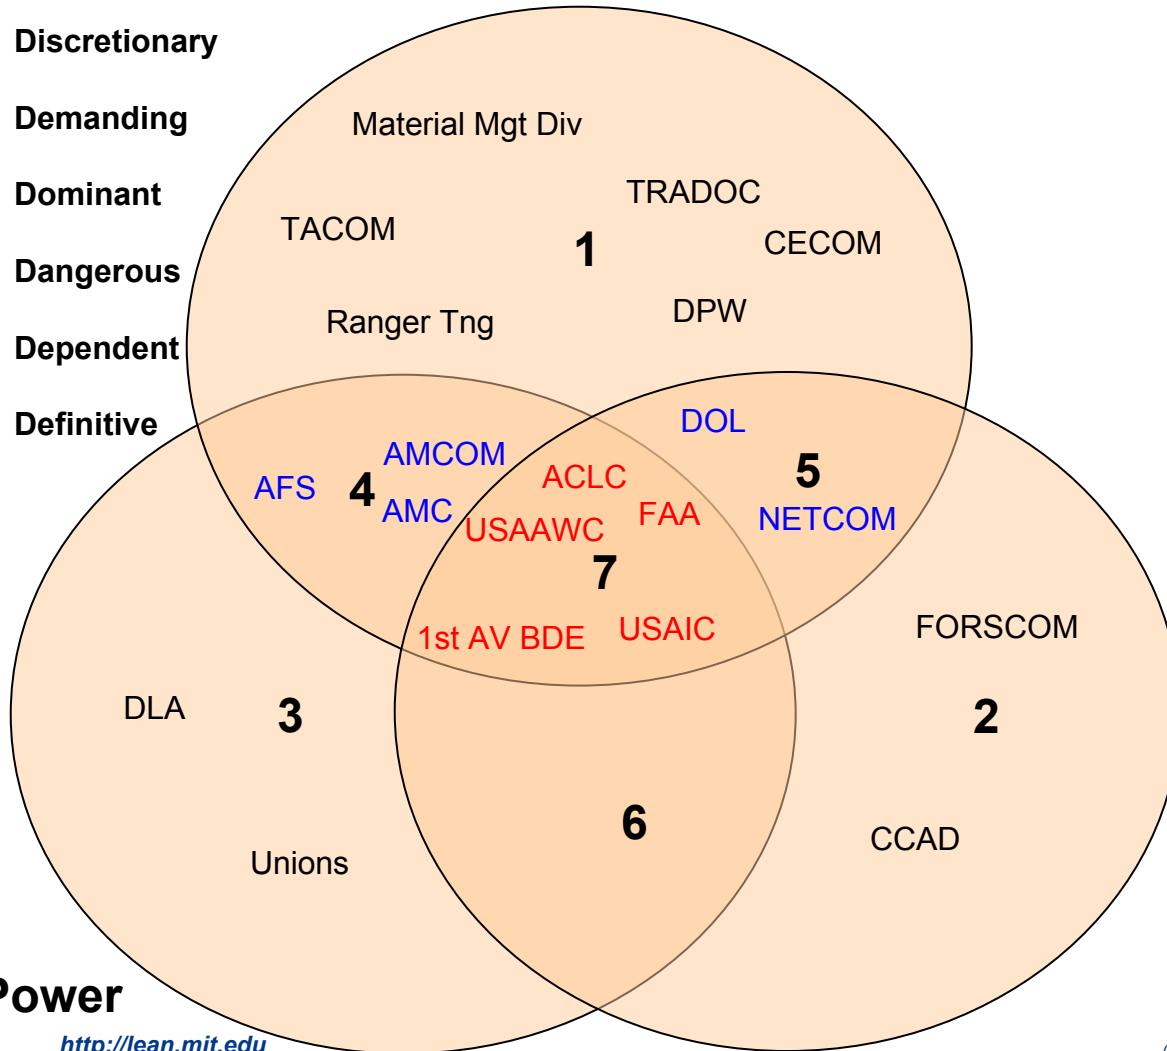 Discretionary
Demanding
Dominant
Dangerous
Dependent
Definitive
Material Mgt Div
TRADOC
TACOM
1
CECOM
Ranger Tng
DPW
DOL
AMCOM
5
ACLC
AFS
4
AMC
FAA
NETCOM
USAAWC
7
1st AV BDE
USAIC
FORSCOM
DLA
3
2
6
CCAD
Unions
Power
http://lean.mit.edu